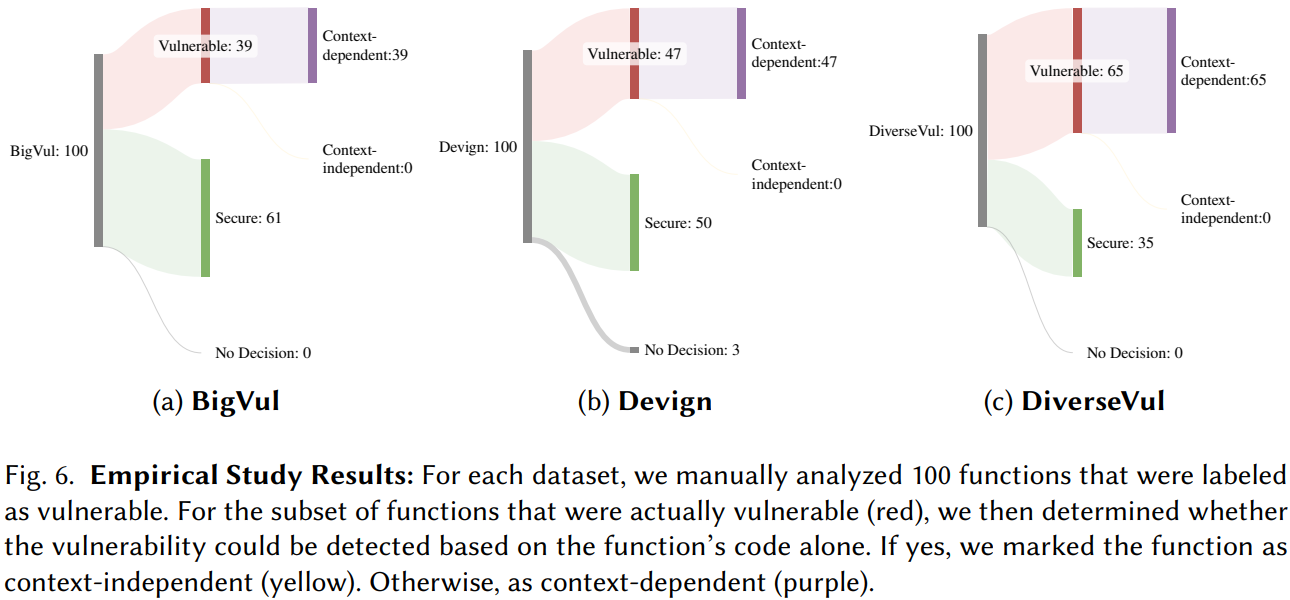 BigVul: 100
Vulnerable: 39
Context-
dependent:39
Context-
independent:0
Secure: 61
No Decision: 0
(a) BigVul
Devign: 100
Vulnerable: 47
Context-
dependent:47
Context-
independent:0
Secure: 50
No Decision: 3
(b) Devign
DiverseVul: 100
Vulnerable: 65
Context-
dependent:65
Context-
independent:0
Secure: 35
No Decision: 0
(c) DiverseVul
Fig. 6. Empirical Study Results: For each dataset, we manually analyzed 100 functions that were labeled
as vulnerable. For the subset of functions that were actually vulnerable (red), we then determined whether
the vulnerability could be detected based on the function's code alone. If yes, we marked the function as
context-independent (yellow). Otherwise, as context-dependent (purple).